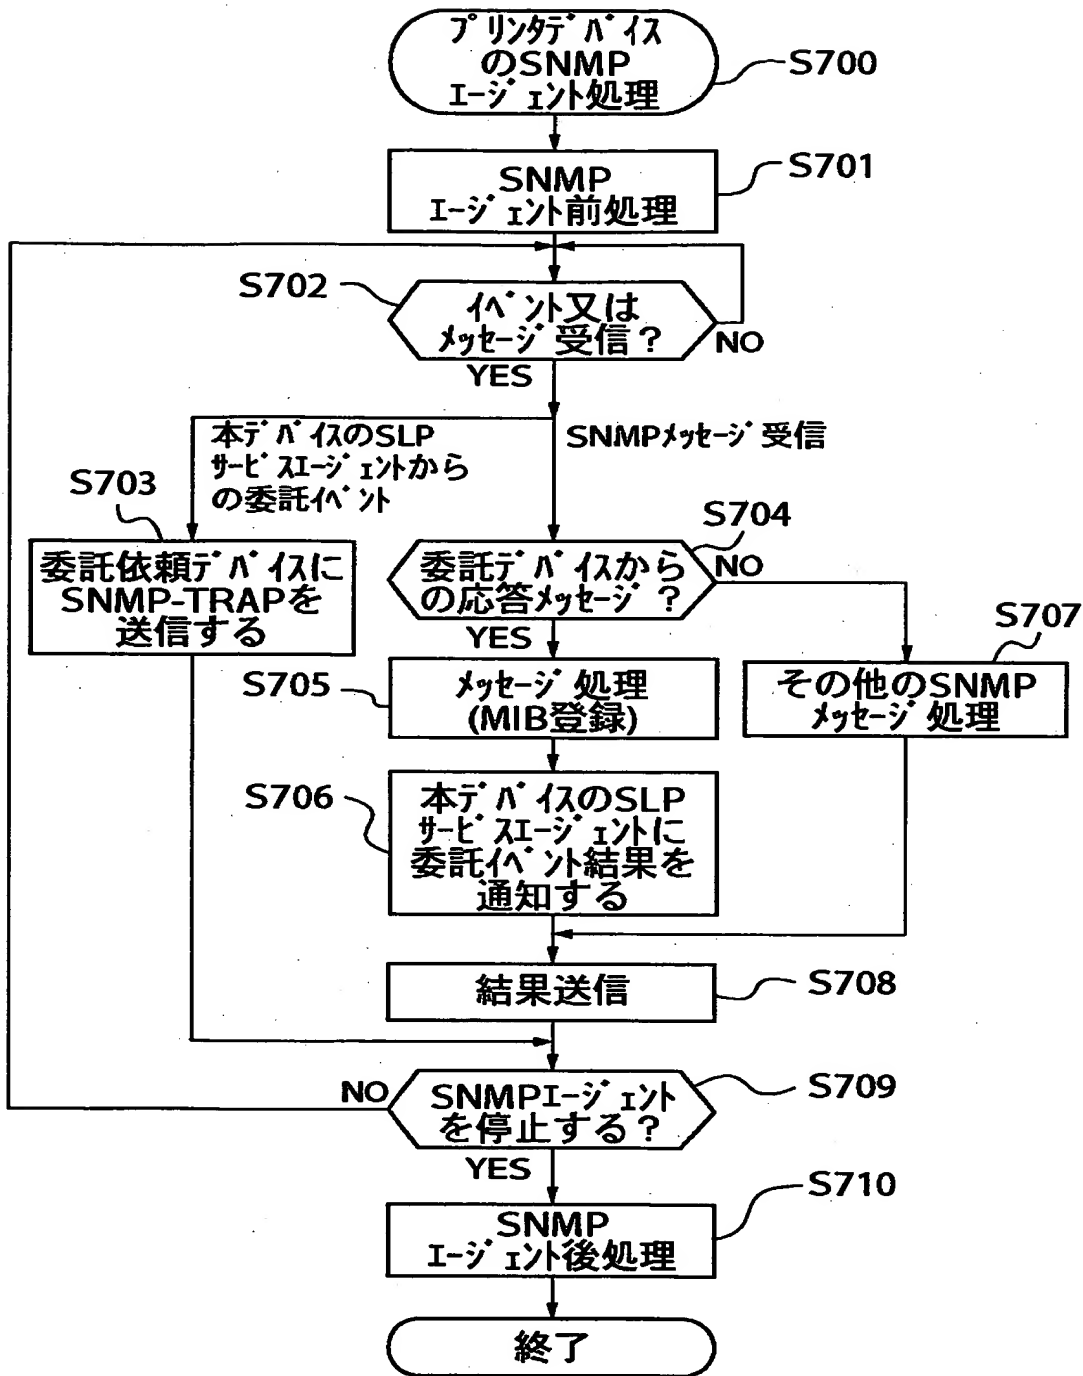 プリンタデバイス
のSNMP
エージェント処理
S700
SNMP
エージェント前処理
S701
S702
イベント又は
メッセージ受信?
NO
YES
本デバイスのSLP
サービスエージェントから
の委託イベント
SNMPメッセージ受信
S703
委託依頼デバイスに
SNMP-TRAPを
送信する
S704
委託デバイスから
の応答メッセージ?
NO
YES
S705
メッセージ処理
(MIB登録)
S707
その他のSNMP
メッセージ処理
S706
本デバイスのSLP
サービスエージェントに
委託イベント結果を
通知する
結果送信
S708
NO
SNMPエージェント
を停止する?
S709
YES
SNMP
エージェント後処理
S710
終了